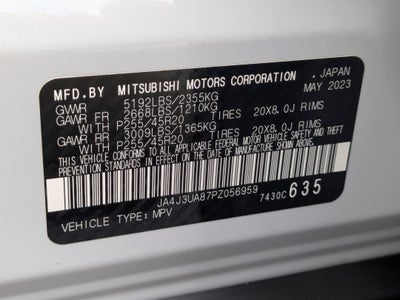 MFD.BY MITSUBISHI MOTORS CORPORATION . JAPAN
GVWR 5192LBS/2355KG MAY 2023
GAWR FR 2668LBS/1210KG
WITH P255/45R20 20X8.0J RIMS
GAWR RR 3009LBS/1365KG
WITH P255/45R20 20X8.0J RIMS
THIS VEHICLE CONFORMS TO ALL APPLICABLE FEDERAL MOTOR VEHICLE
SAFETY AND THEFT PREVENTION STANDARDS IN EFFECT ON THE DATE OF
MANUFACTURE SHOWN ABOVE.
JA4J3UA87PZ056959 7430C 635
VEHICLE TYPE: MPV